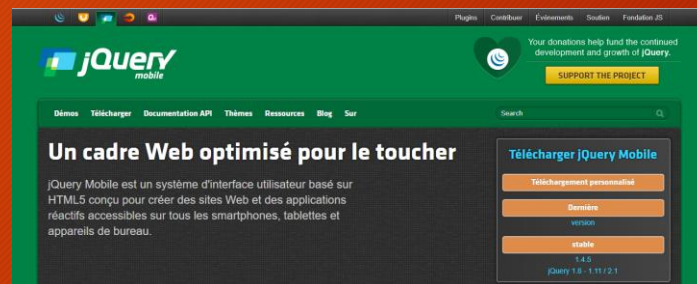 Plugins Contribuer Événements Soutien Fondation JS
jQuery
mobile
Your donations help fund the continued
development and growth of jQuery.
SUPPORT THE PROJECT
Démos Télécharger Documentation API Thèmes Ressources Blog Sur
Search
Un cadre Web optimisé pour le toucher
jQuery Mobile est un système d'interface utilisateur basé sur
HTML5 conçu pour créer des sites Web et des applications
réactifs accessibles sur tous les smartphones, tablettes et
appareils de bureau.
Télécharger jQuery Mobile
Téléchargement personnalisé
Dernière
version
stable
1.4.5
jQuery 1.8 - 1.11 / 2.1